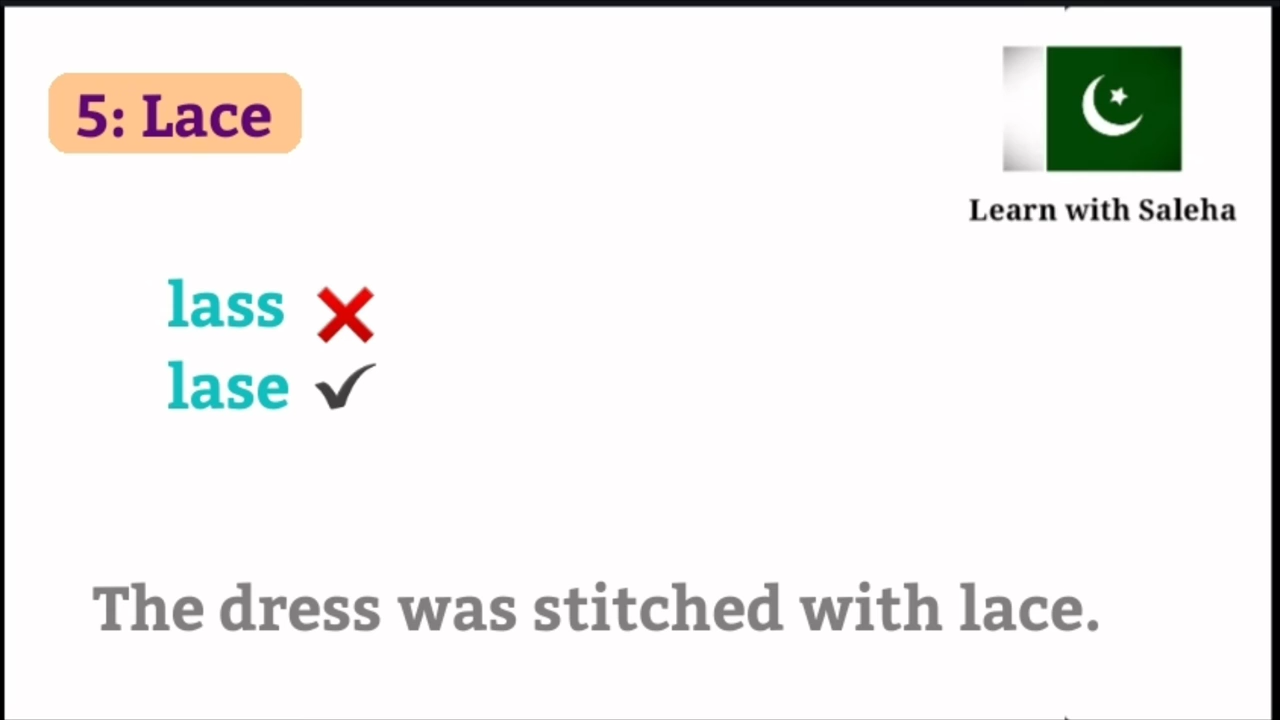 5: Lace
Learn with Saleha
lass
lase
The dress was stitched with lace.